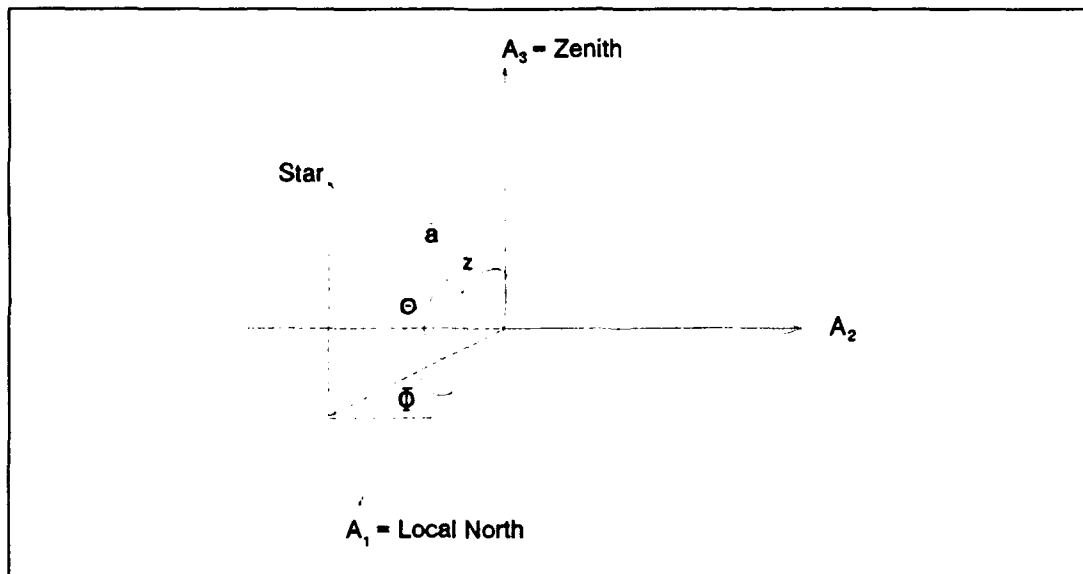 A₃ = Zenith
Star
a
z
Θ
A₂
Φ
A₁ = Local North